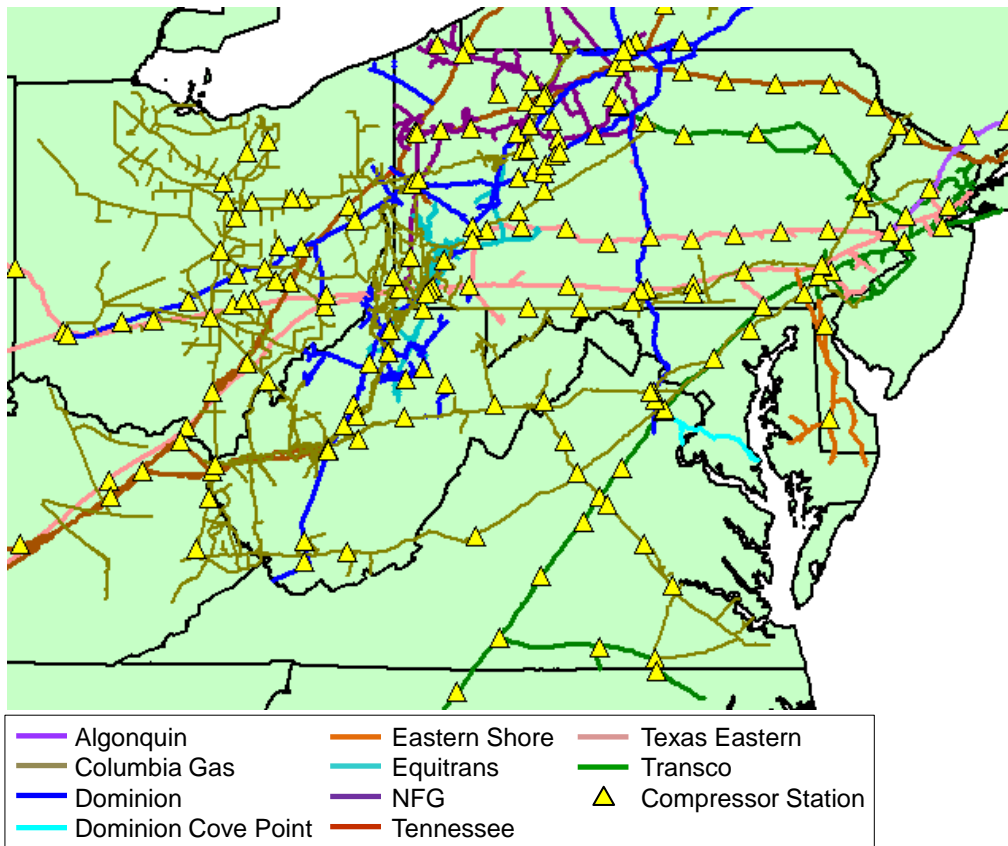 Algonquin
Columbia Gas
Dominion
Dominion Cove Point
Eastern Shore
Equitrans
NFG
Tennessee
Texas Eastern
Transco
Compressor Station